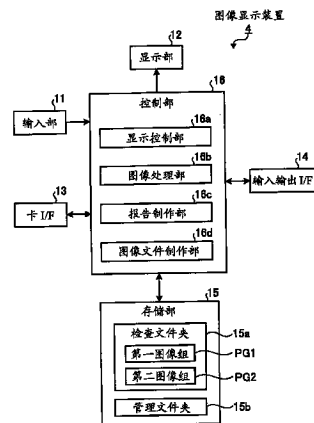 图像显示装置
4
12
显示部
16
控制部
11
输入部
16a
显示控制部
16b
图像处理部
14
输入输出I/F
13
卡 I/F
16c
报告制作部
16d
图像文件制作部
15
存储部
检查文件夹
15a
第一图像组
PG1
第二图像组
PG2
管理文件夹
15b